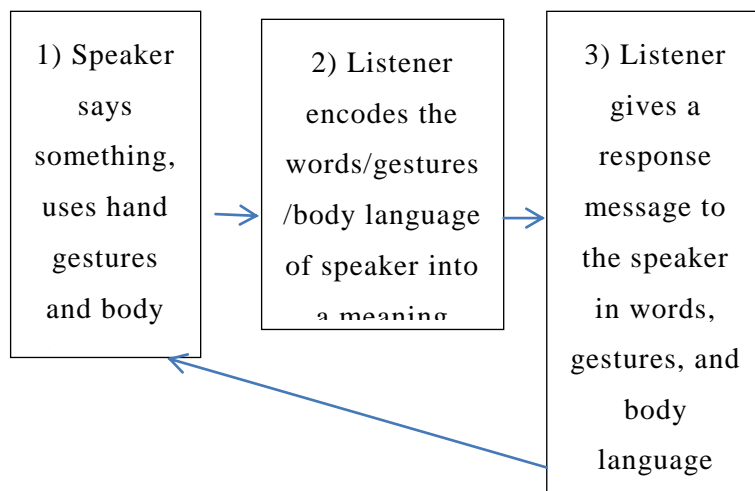 1) Speaker
says
something,
uses hand
gestures
and body
2) Listener
encodes the
words/gestures
/body language
of speaker into
a meaning
3) Listener
gives a
response
message to
the speaker
in words,
gestures, and
body
language